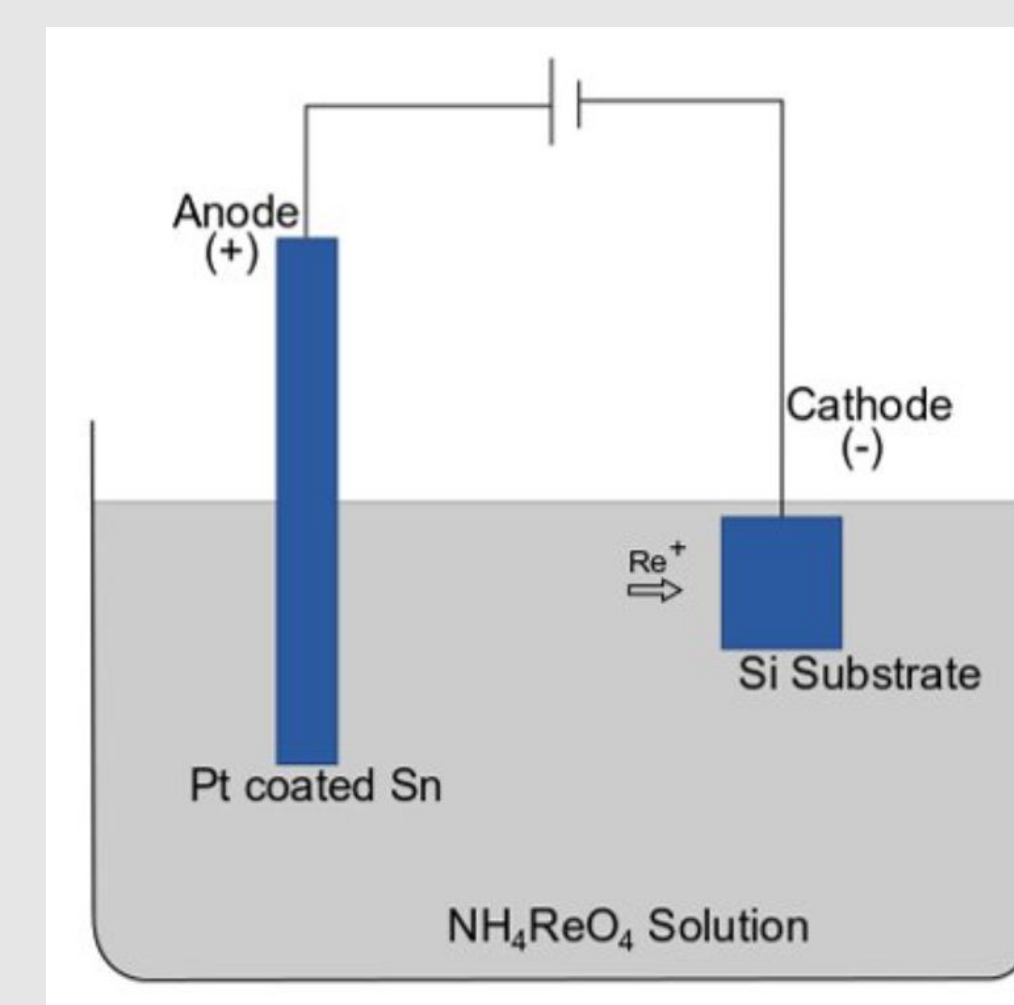 Anode
(+)
Cathode
(-)
Re⁺
Si Substrate
Pt coated Sn
NH₄ReO₄ Solution